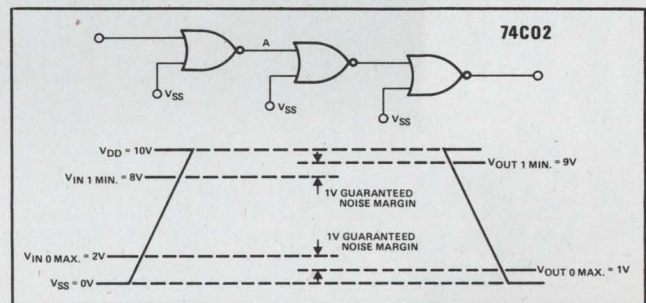 74C02
A
VSS
VSS
VSS
VDD = 10V
VOUT 1 MIN. = 9V
VIN 1 MIN. = 8V
1V GUARANTEED
NOISE MARGIN
1V GUARANTEED
NOISE MARGIN
VIN 0 MAX. = 2V
VOUT 0 MAX. = 1V
VSS = 0V